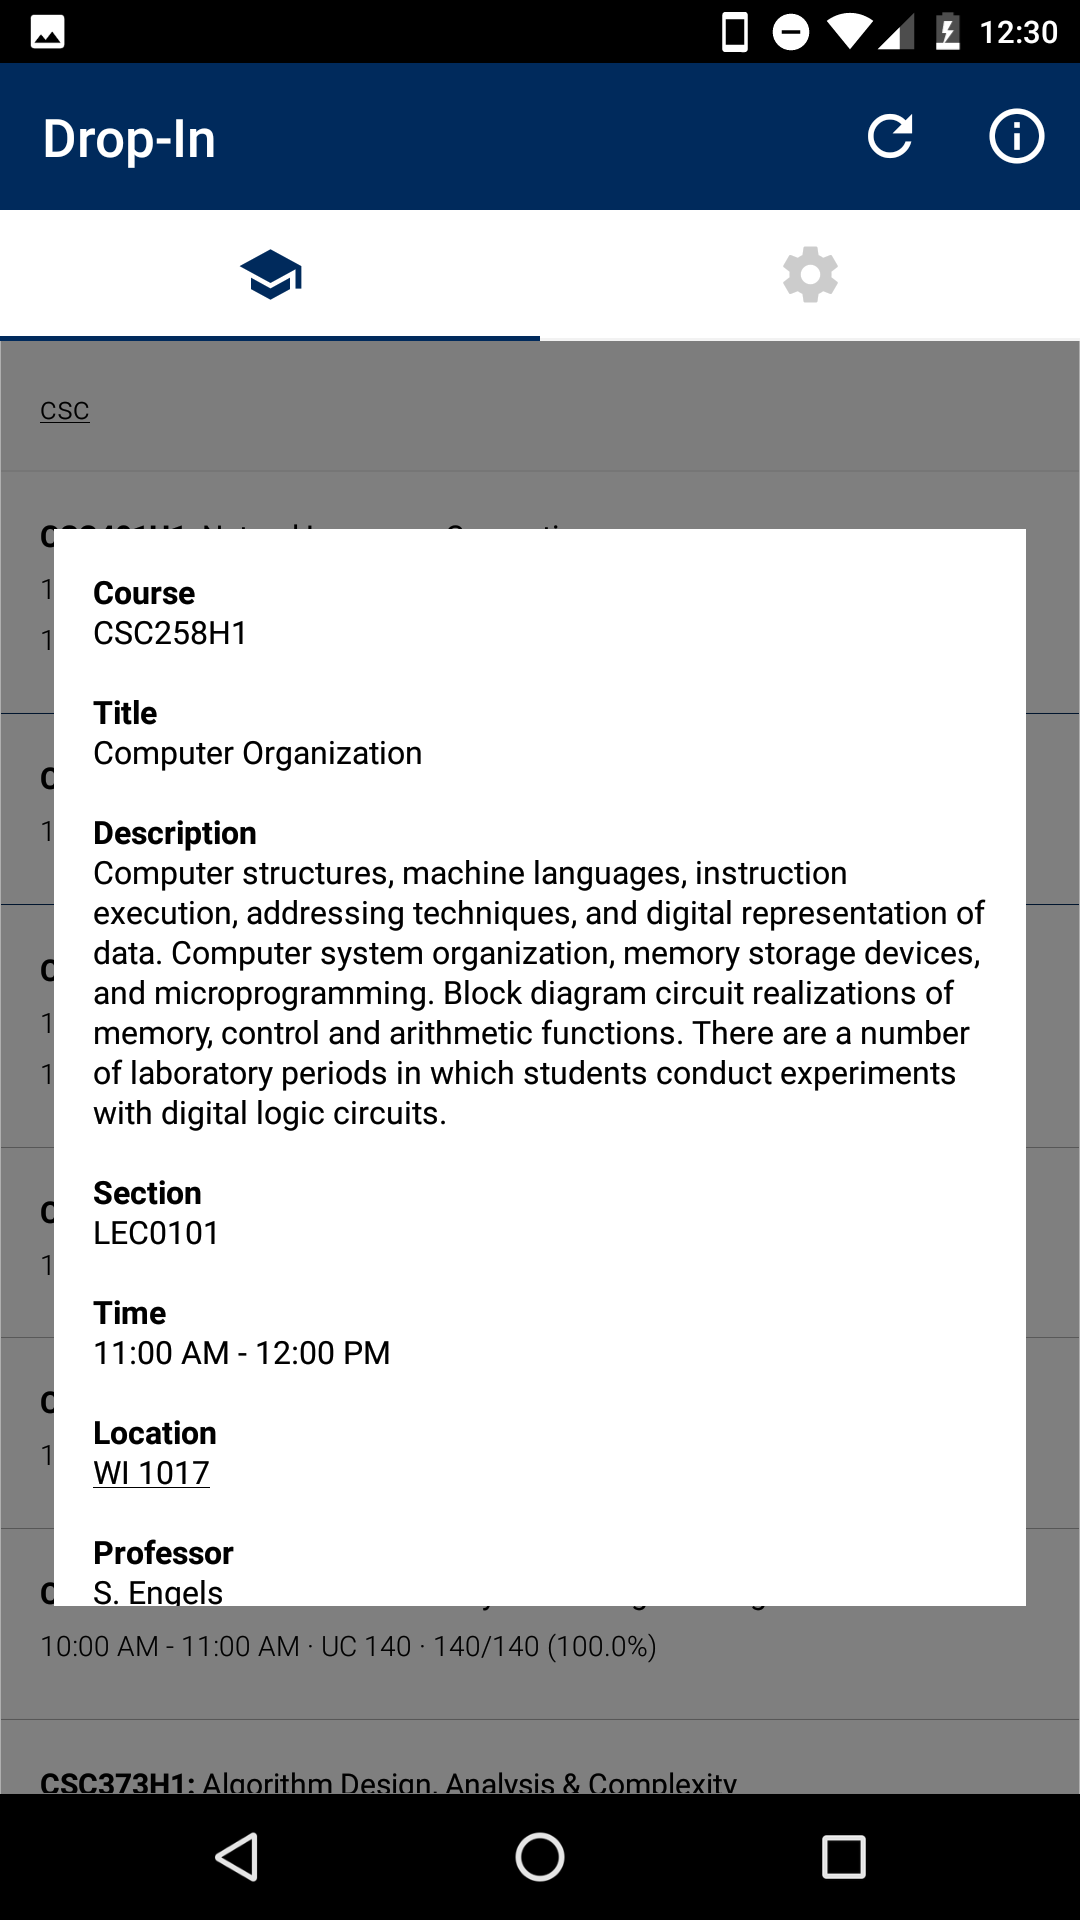 12:30
Drop-In
CSC
Course
CSC258H1
Title
Computer Organization
Description
Computer structures, machine languages, instruction
execution, addressing techniques, and digital representation of
data. Computer system organization, memory storage devices,
and microprogramming. Block diagram circuit realizations of
memory, control and arithmetic functions. There are a number
of laboratory periods in which students conduct experiments
with digital logic circuits.
Section
LEC0101
Time
11:00 AM - 12:00 PM
Location
WI 1017
Professor
S. Engels
10:00 AM - 11:00 AM · UC 140 · 140/140 (100.0%)
CSC373H1: Algorithm Design, Analysis & Complexity